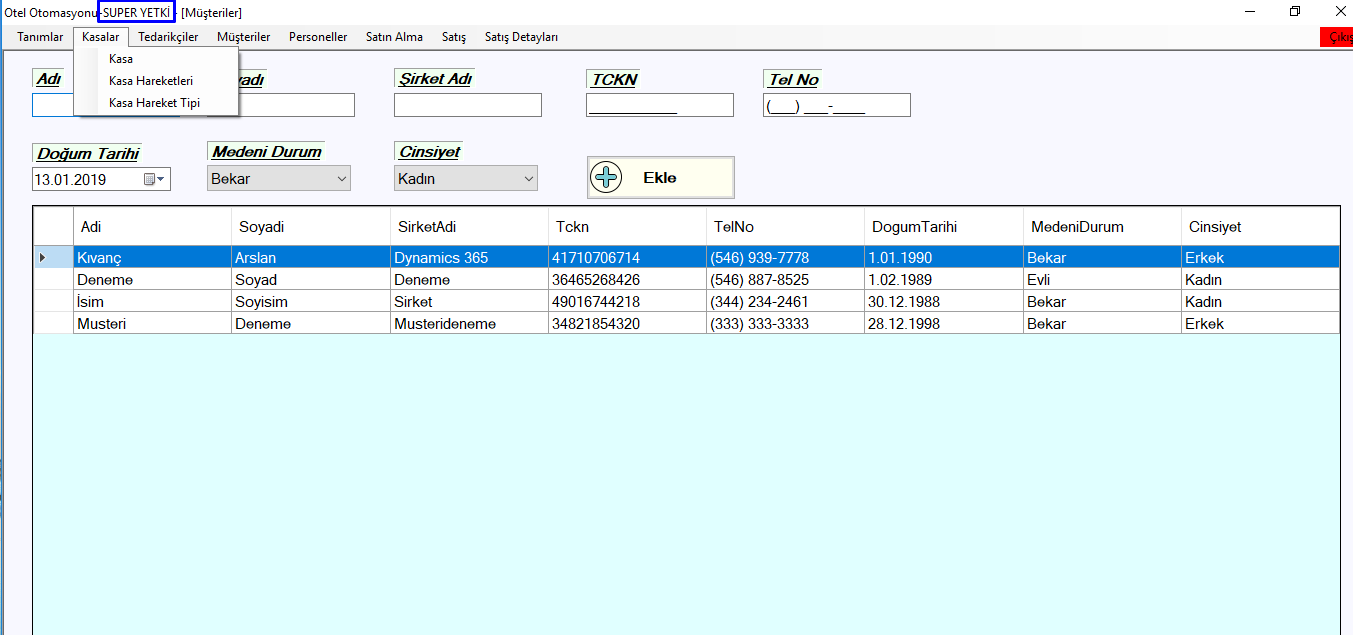 Otel Otomasyonu-SUPER YETKİ - [Müşteriler]
Tanımlar Kasalar Tedarikçiler Müşteriler Personeller Satın Alma Satış Satış Detayları Çıkış
Kasa
Kasa Hareketleri
Kasa Hareket Tipi
Adı yadı Şirket Adı TCKN Tel No
(___) ___-____
Doğum Tarihi Medeni Durum Cinsiyet
13.01.2019 Bekar Kadın Ekle
Adi Soyadi SirketAdi Tckn TelNo DogumTarihi MedeniDurum Cinsiyet
Kıvanç Arslan Dynamics 365 41710706714 (546) 939-7778 1.01.1990 Bekar Erkek
Deneme Soyad Deneme 36465268426 (546) 887-8525 1.02.1989 Evli Kadın
İsim Soyisim Sirket 49016744218 (344) 234-2461 30.12.1988 Bekar Kadın
Musteri Deneme Musterideneme 34821854320 (333) 333-3333 28.12.1998 Bekar Erkek